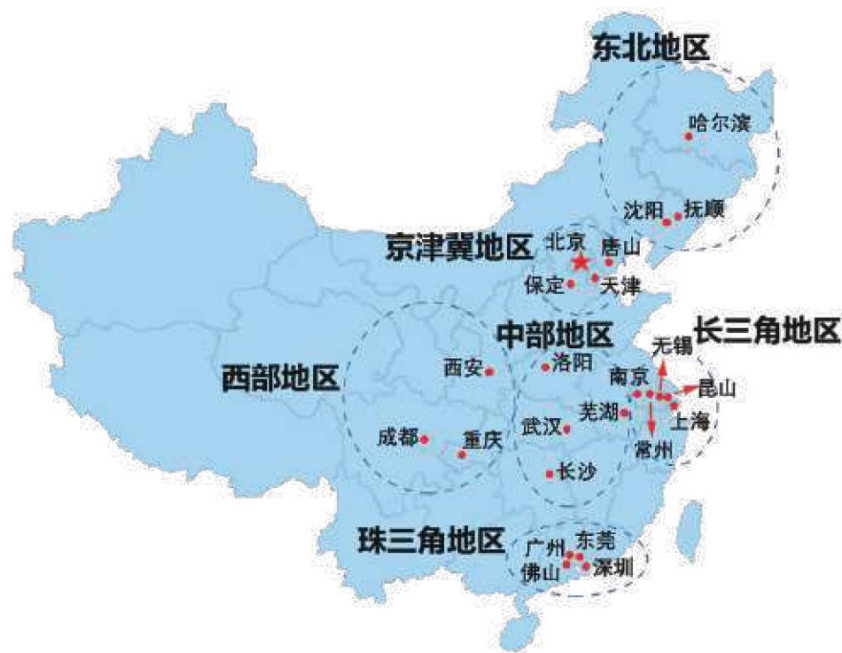 东北地区
哈尔滨
沈阳
抚顺
京津冀地区
北京
唐山
保定
天津
中部地区
长三角地区
西部地区
西安
洛阳
无锡
南京
昆山
芜湖
上海
成都
重庆
武汉
常州
长沙
珠三角地区
广州
东莞
佛山
深圳